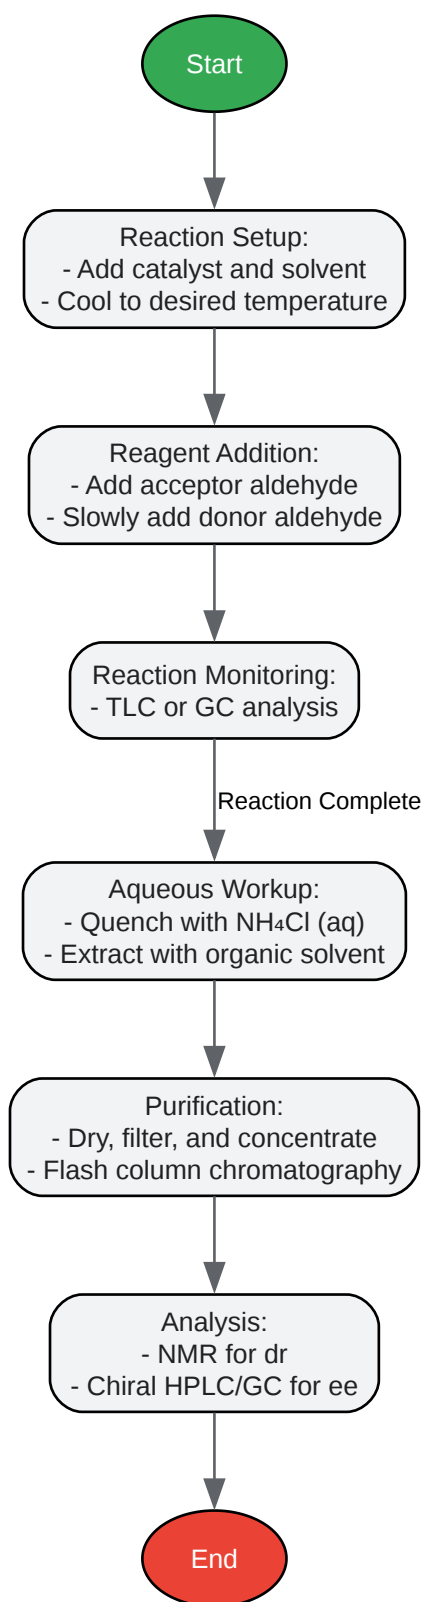 Start
Reaction Setup:
- Add catalyst and solvent
- Cool to desired temperature
Reagent Addition:
- Add acceptor aldehyde
- Slowly add donor aldehyde
Reaction Monitoring:
- TLC or GC analysis
Reaction Complete
Aqueous Workup:
- Quench with NH₄Cl (aq)
- Extract with organic solvent
Purification:
- Dry, filter, and concentrate
- Flash column chromatography
Analysis:
- NMR for dr
- Chiral HPLC/GC for ee
End